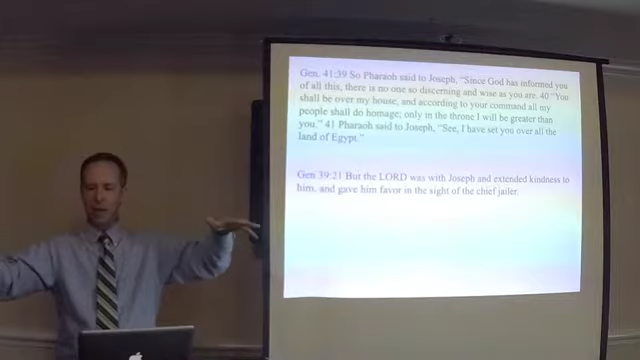 Gen. 41:39 So Pharaoh said to Joseph, "Since God has informed you
of all this, there is no one so discerning and wise as you are. 40 "You
shall be over my house, and according to your command all my
people shall do homage; only in the throne I will be greater than
you." 41 Pharaoh said to Joseph, "See, I have set you over all the
land of Egypt."
Gen 39:21 But the LORD was with Joseph and extended kindness to
him, and gave him favor in the sight of the chief jailer.